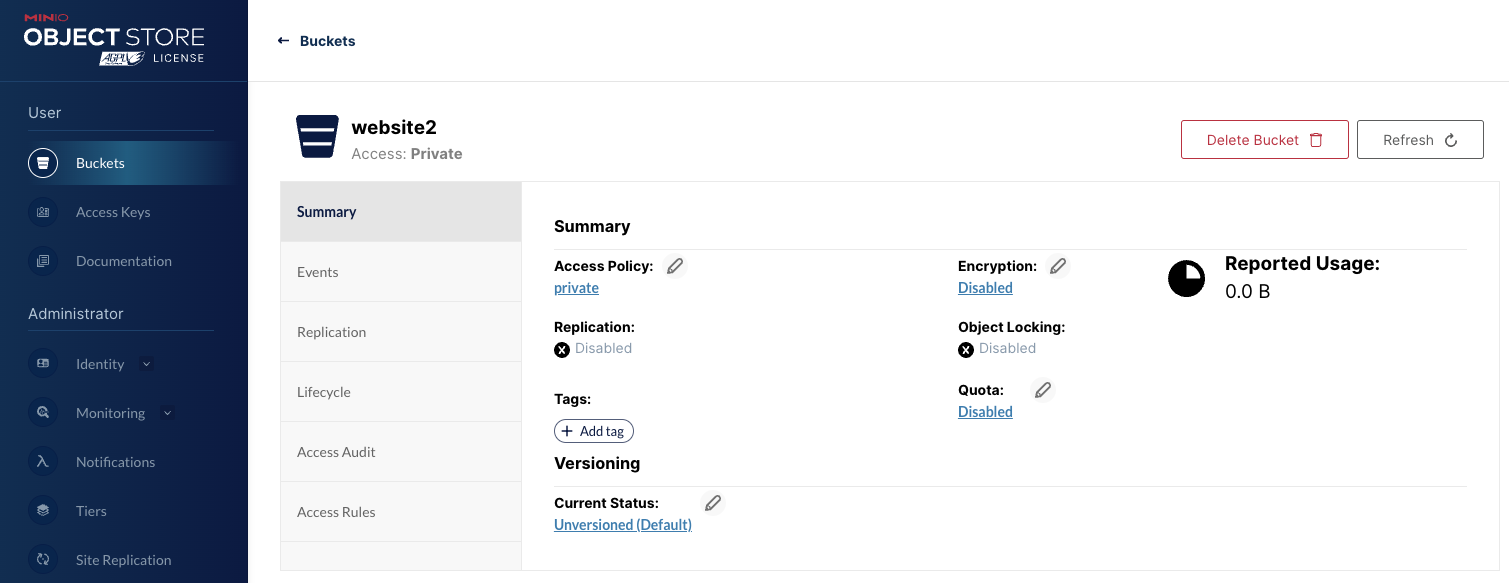 MINIO
OBJECT STORE
AGPLv3 LICENSE
User
Buckets
Access Keys
Documentation
Administrator
Identity
Monitoring
Notifications
Tiers
Site Replication
← Buckets
website2
Access: Private
Delete Bucket
Refresh
Summary
Events
Replication
Lifecycle
Access Audit
Access Rules
Summary
Access Policy:
private
Encryption:
Disabled
Reported Usage:
0.0 B
Replication:
Disabled
Object Locking:
Disabled
Tags:
+ Add tag
Quota:
Disabled
Versioning
Current Status:
Unversioned (Default)